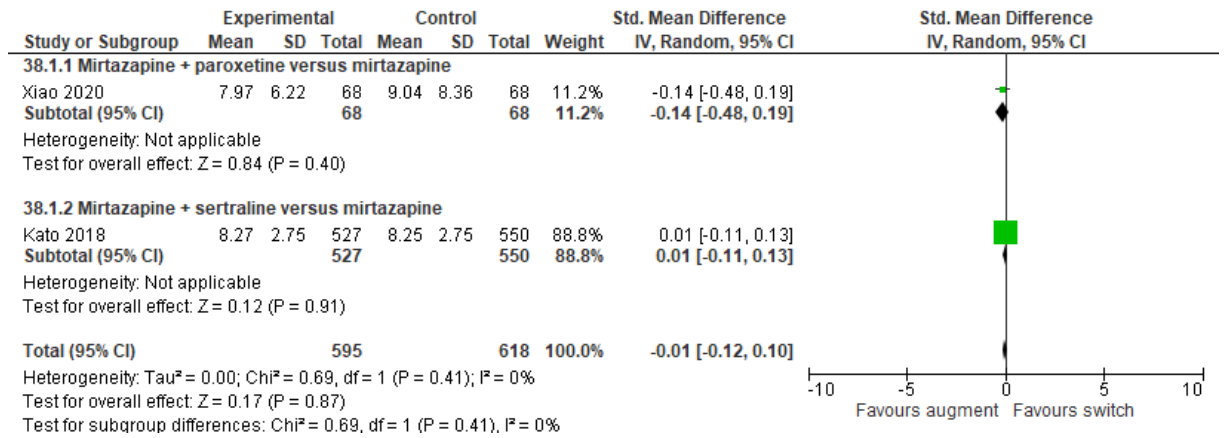 Experimental Control Std. Mean Difference Std. Mean Difference
Study or Subgroup Mean SD Total Mean SD Total Weight IV, Random, 95% CI IV, Random, 95% CI
38.1.1 Mirtazapine + paroxetine versus mirtazapine
Xiao 2020 7.97 6.22 68 9.04 8.36 68 11.2% -0.14 [-0.48, 0.19]
Subtotal (95% CI) 68 68 11.2% -0.14 [-0.48, 0.19]
Heterogeneity: Not applicable
Test for overall effect: Z = 0.84 (P = 0.40)
38.1.2 Mirtazapine + sertraline versus mirtazapine
Kato 2018 8.27 2.75 527 8.25 2.75 550 88.8% 0.01 [-0.11, 0.13]
Subtotal (95% CI) 527 550 88.8% 0.01 [-0.11, 0.13]
Heterogeneity: Not applicable
Test for overall effect: Z = 0.12 (P = 0.91)
Total (95% CI) 595 618 100.0% -0.01 [-0.12, 0.10]
Heterogeneity: Tau² = 0.00; Chi² = 0.69, df = 1 (P = 0.41); I² = 0%
Test for overall effect: Z = 0.17 (P = 0.87)
Test for subgroup differences: Chi² = 0.69, df = 1 (P = 0.41), I² = 0%
-10 -5 0 5 10
Favours augment Favours switch